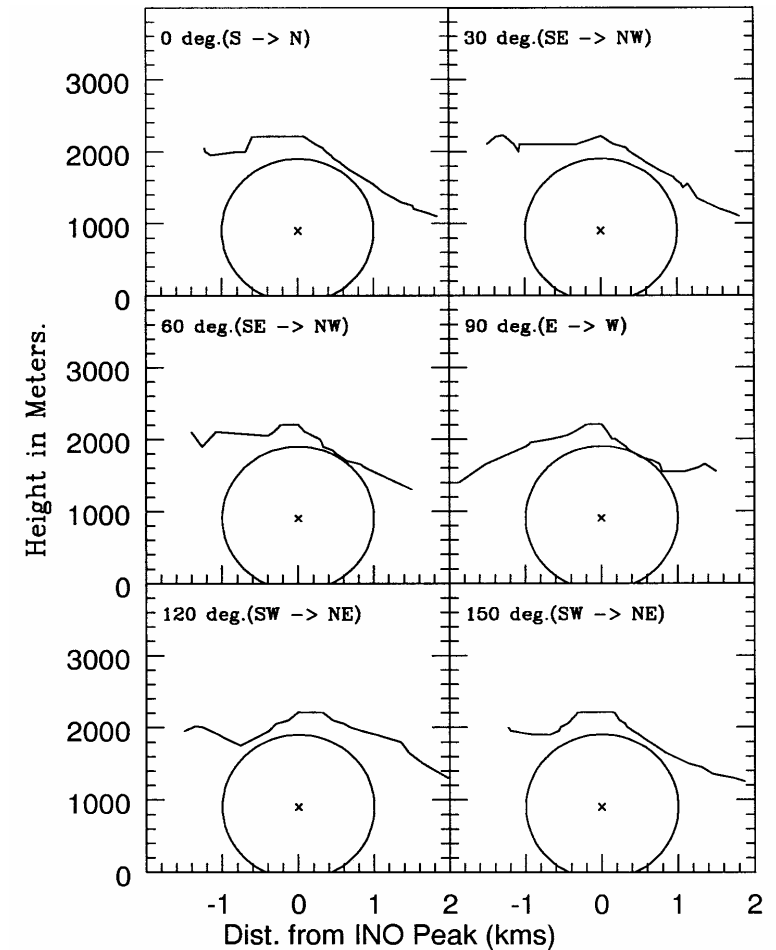 0 deg.(S -> N)
30 deg.(SE -> NW)
3000
2000
1000
0
60 deg.(SE -> NW)
90 deg.(E -> W)
3000
2000
1000
0
120 deg.(SW -> NE)
150 deg.(SW -> NE)
3000
2000
1000
0
Height in Meters.
-1 0 1 2 -1 0 1 2
Dist. from INO Peak (kms)